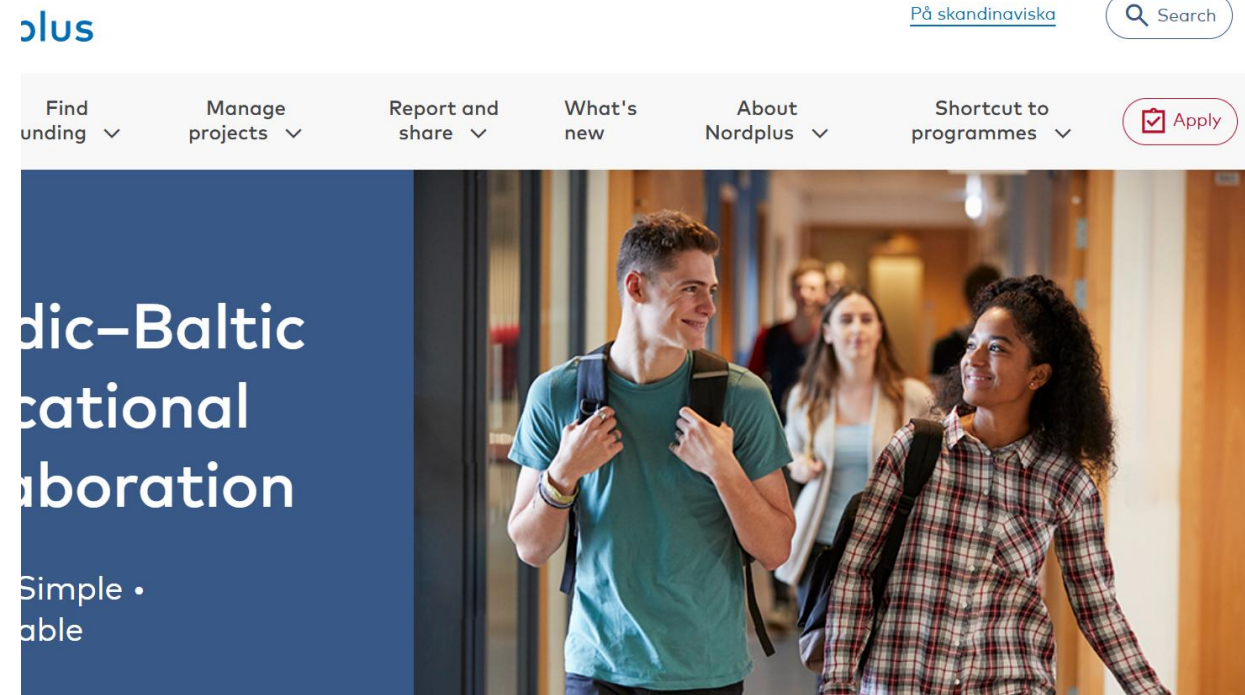 plus
På skandinaviska
Search
Find
unding
Manage
projects
Report and
share
What's
new
About
Nordplus
Shortcut to
programmes
Apply
dic–Baltic
cational
aboration
Simple •
able